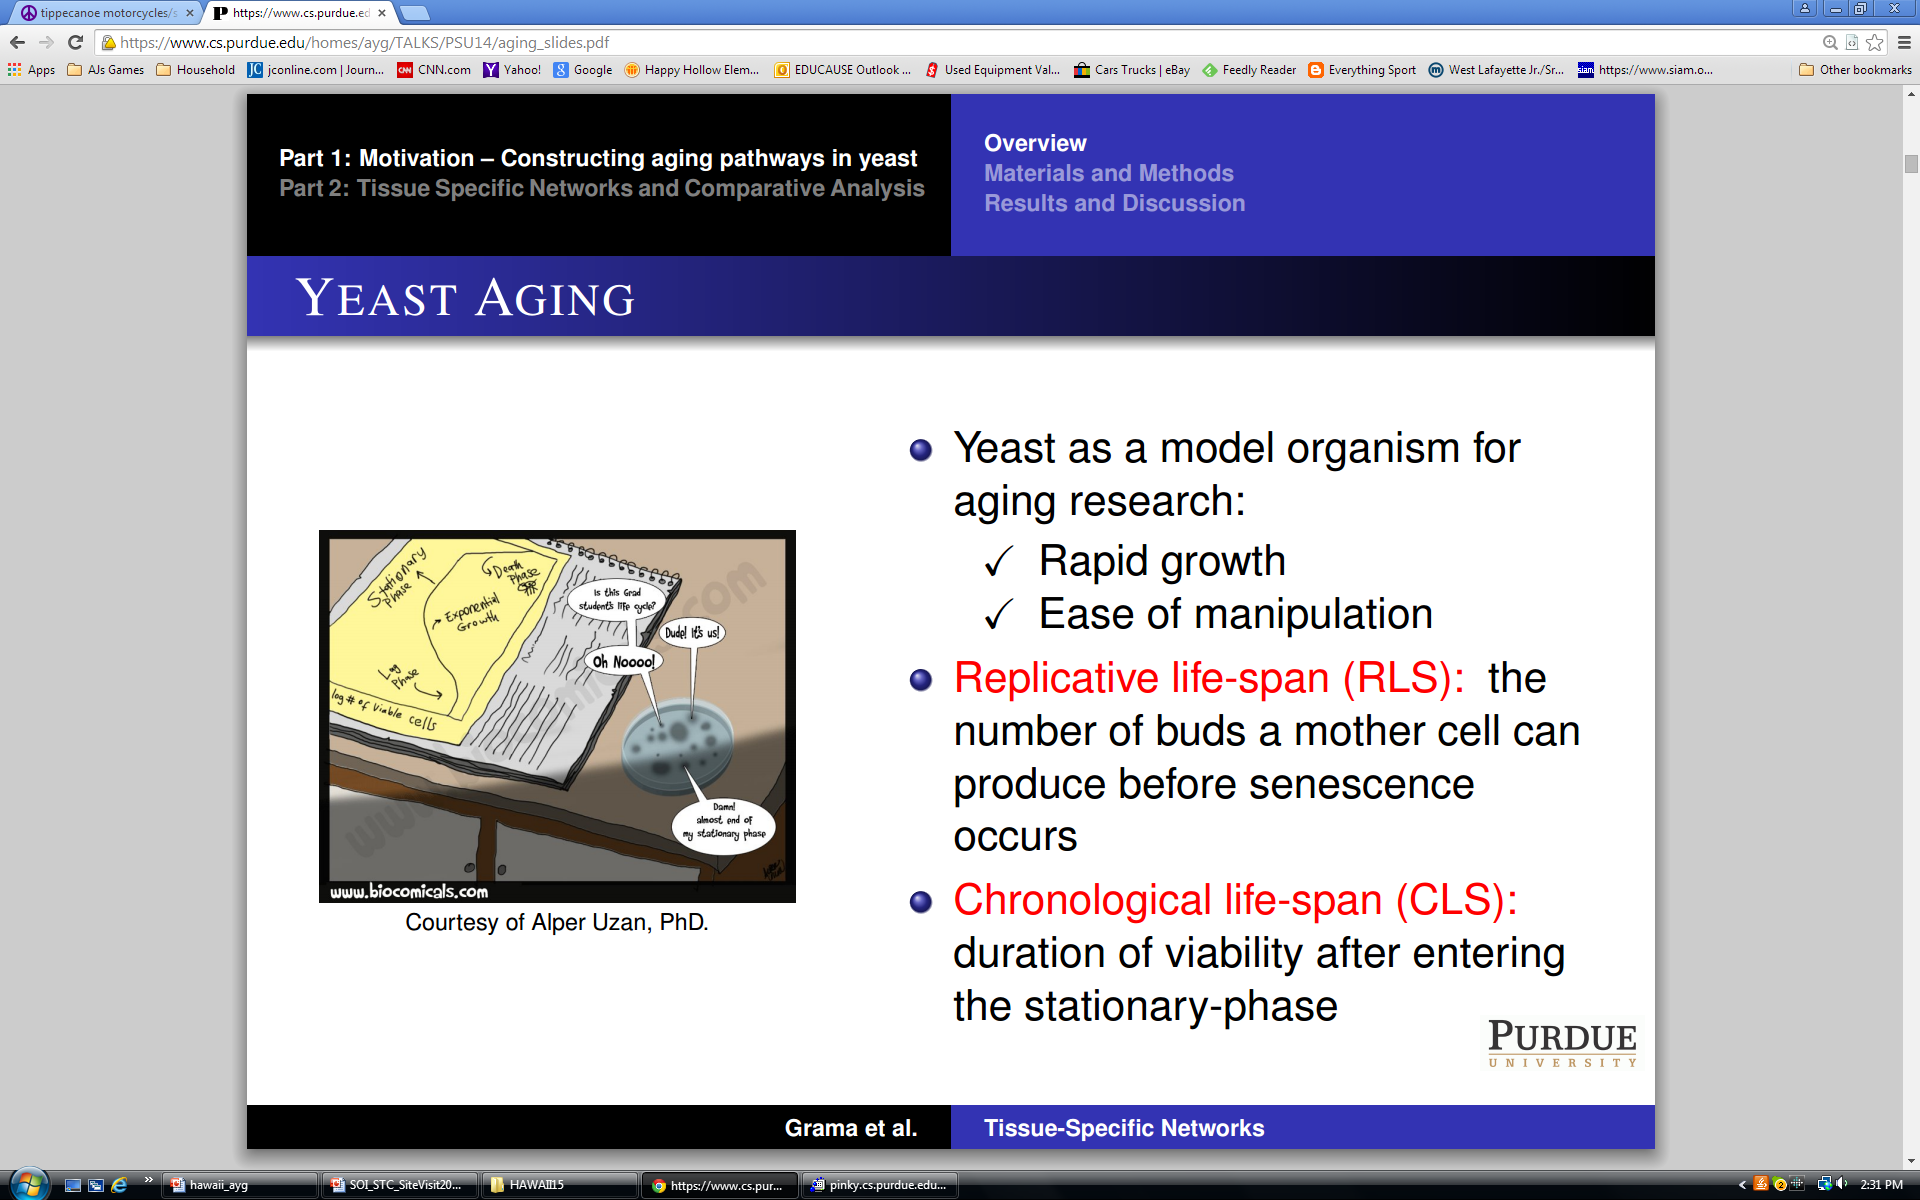 tippecanoe motorcycles/s
https://www.cs.purdue.ed
https://www.cs.purdue.edu/homes/ayg/TALKS/PSU14/aging_slides.pdf
Apps
AJs Games
Household
jconline.com | Journ...
CNN.com
Yahoo!
Google
Happy Hollow Elem...
EDUCAUSE Outlook ...
Used Equipment Val...
Cars Trucks | eBay
Feedly Reader
Everything Sport
West Lafayette Jr./Sr...
https://www.siam.o...
Other bookmarks
Part 1: Motivation – Constructing aging pathways in yeast
Part 2: Tissue Specific Networks and Comparative Analysis
Overview
Materials and Methods
Results and Discussion
YEAST AGING
Stationary
Phase
Death
Phase
Exponential
Growth
Lag
Phase
log # of viable cells
Is this Grad
student's life cycle?
Dude! it's us!
Oh Noooo!
Damn!
almost end of
my stationary phase
www.biocomicals.com
Courtesy of Alper Uzan, PhD.
Yeast as a model organism for
aging research:
✓ Rapid growth
✓ Ease of manipulation
Replicative life-span (RLS): the
number of buds a mother cell can
produce before senescence
occurs
Chronological life-span (CLS):
duration of viability after entering
the stationary-phase
PURDUE
UNIVERSITY
Grama et al.
Tissue-Specific Networks
hawaii_ayg
SOI_STC_SiteVisit20...
HAWAII15
https://www.cs.pur...
pinky.cs.purdue.edu...
2:31 PM